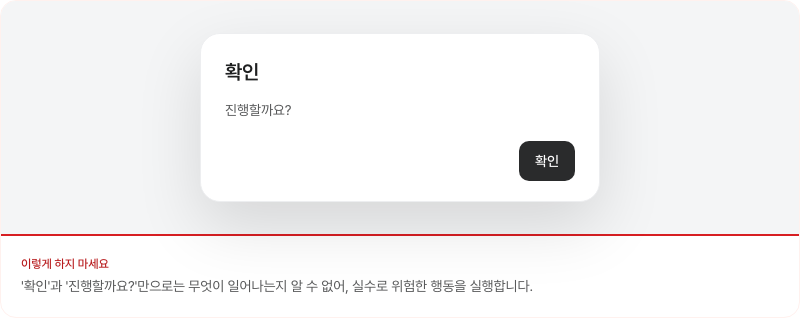 확인
진행할까요?
확인
이렇게 하지 마세요
'확인'과 '진행할까요?'만으로는 무엇이 일어나는지 알 수 없어, 실수로 위험한 행동을 실행합니다.